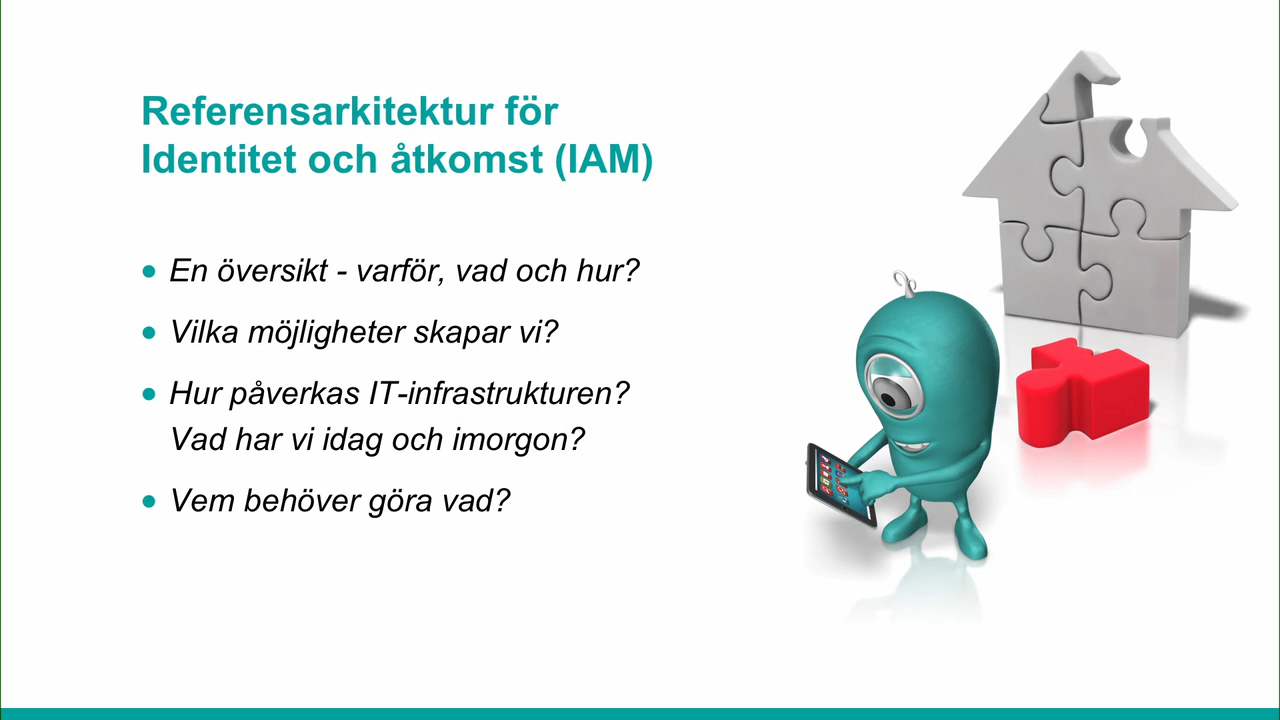 Referensarkitektur för
Identitet och åtkomst (IAM)
• En översikt - varför, vad och hur?
• Vilka möjligheter skapar vi?
• Hur påverkas IT-infrastrukturen?
Vad har vi idag och imorgon?
• Vem behöver göra vad?